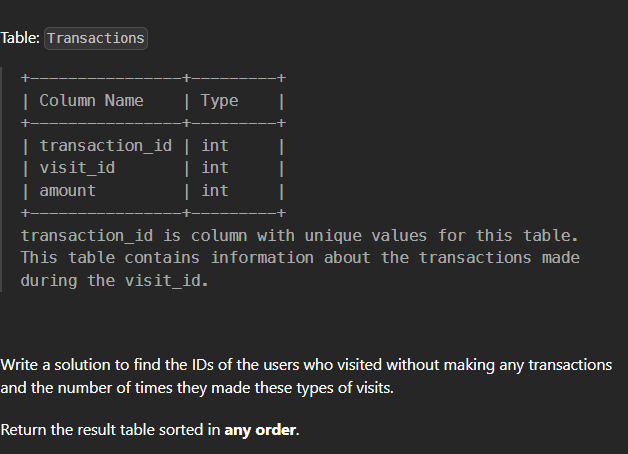 Table: Transactions
+----------------+---------+
| Column Name    | Type    |
+----------------+---------+
| transaction_id | int     |
| visit_id       | int     |
| amount         | int     |
+----------------+---------+
transaction_id is column with unique values for this table.
This table contains information about the transactions made
during the visit_id.
Write a solution to find the IDs of the users who visited without making any transactions
and the number of times they made these types of visits.
Return the result table sorted in any order.